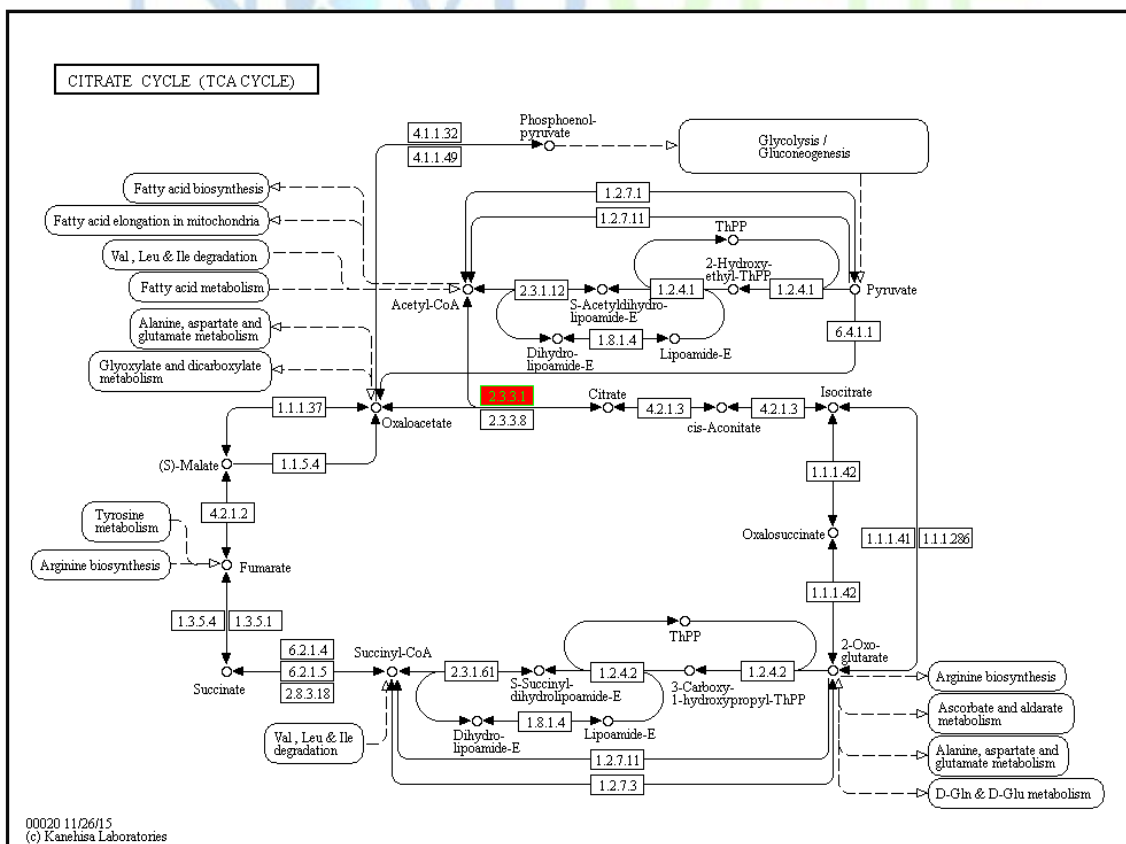 CITRATE CYCLE (TCA CYCLE)
Phosphoenol-
pyruvate
4.1.1.32
4.1.1.49
Glycolysis /
Gluconeogenesis
Fatty acid biosynthesis
Fatty acid elongation in mitochondria
Val , Leu & Ile degradation
Fatty acid metabolism
1.2.7.1
1.2.7.11
ThPP
2-Hydroxy-
ethyl-ThPP
Acetyl-CoA
2.3.1.12
S-Acetyldihydro-
lipoamide-E
1.2.4.1
1.2.4.1
Pyruvate
6.4.1.1
Dihydro-
lipoamide-E
1.8.1.4
Lipoamide-E
Alanine, aspartate and
glutamate metabolism
Glyoxylate and dicarboxylate
metabolism
1.1.1.37
Oxaloacetate
2.3.3.1
2.3.3.8
Citrate
4.2.1.3
cis-Aconitate
4.2.1.3
Isocitrate
(S)-Malate
1.1.5.4
1.1.1.42
4.2.1.2
Tyrosine
metabolism
Arginine biosynthesis
Fumarate
Oxalosuccinate
1.1.1.41
1.1.1.286
1.1.1.42
1.3.5.4
1.3.5.1
ThPP
6.2.1.4
6.2.1.5
2.8.3.18
Succinate
Succinyl-CoA
2.3.1.61
S-Succinyl-
dihydrolipoamide-E
1.2.4.2
3-Carboxy-
1-hydroxypropyl-ThPP
1.2.4.2
2-Oxo-
glutarate
Arginine biosynthesis
Ascorbate and aldarate
metabolism
Alanine, aspartate and
glutamate metabolism
D-Gln & D-Glu metabolism
Val , Leu & Ile
degradation
Dihydro-
lipoamide-E
1.8.1.4
Lipoamide-E
1.2.7.11
1.2.7.3
00020 11/26/15
(c) Kanehisa Laboratories